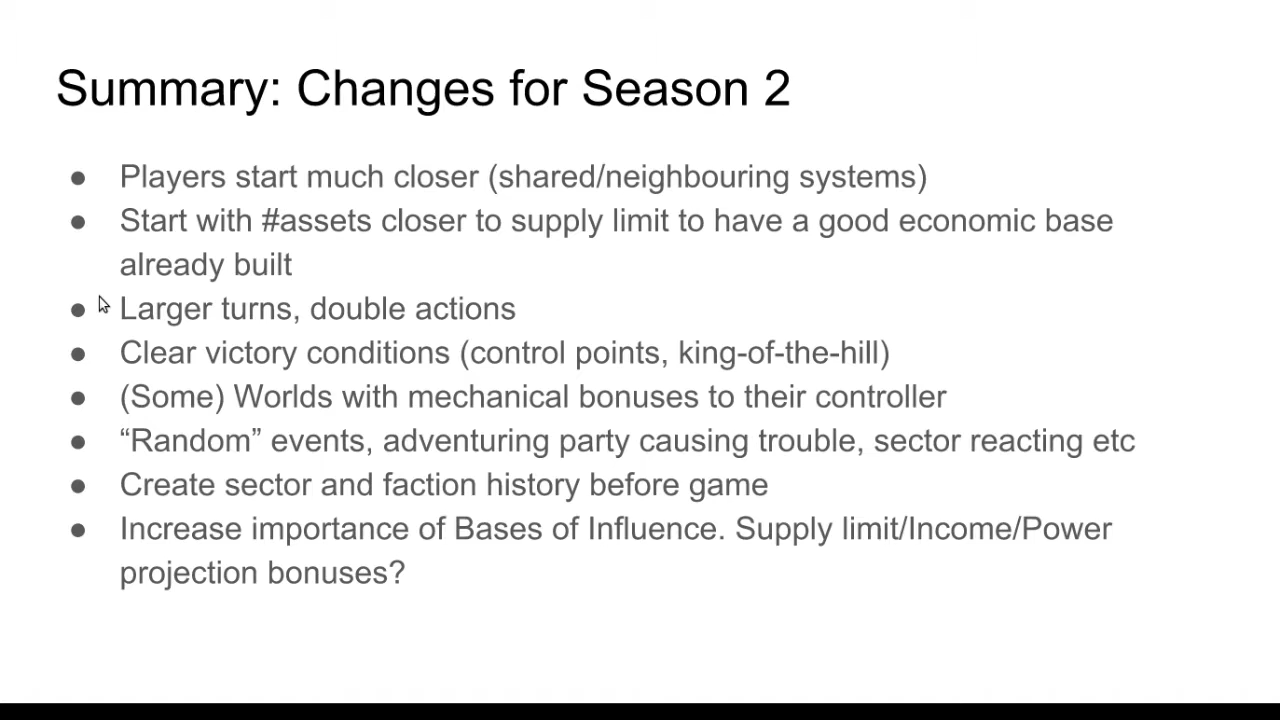 Summary: Changes for Season 2
● Players start much closer (shared/neighbouring systems)
● Start with #assets closer to supply limit to have a good economic base
already built
● Larger turns, double actions
● Clear victory conditions (control points, king-of-the-hill)
● (Some) Worlds with mechanical bonuses to their controller
● “Random” events, adventuring party causing trouble, sector reacting etc
● Create sector and faction history before game
● Increase importance of Bases of Influence. Supply limit/Income/Power
projection bonuses?